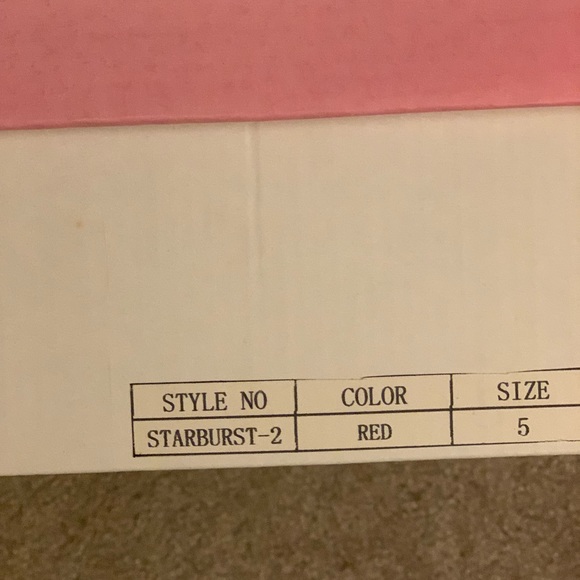 STYLE NO COLOR SIZE
STARBURST-2 RED 5